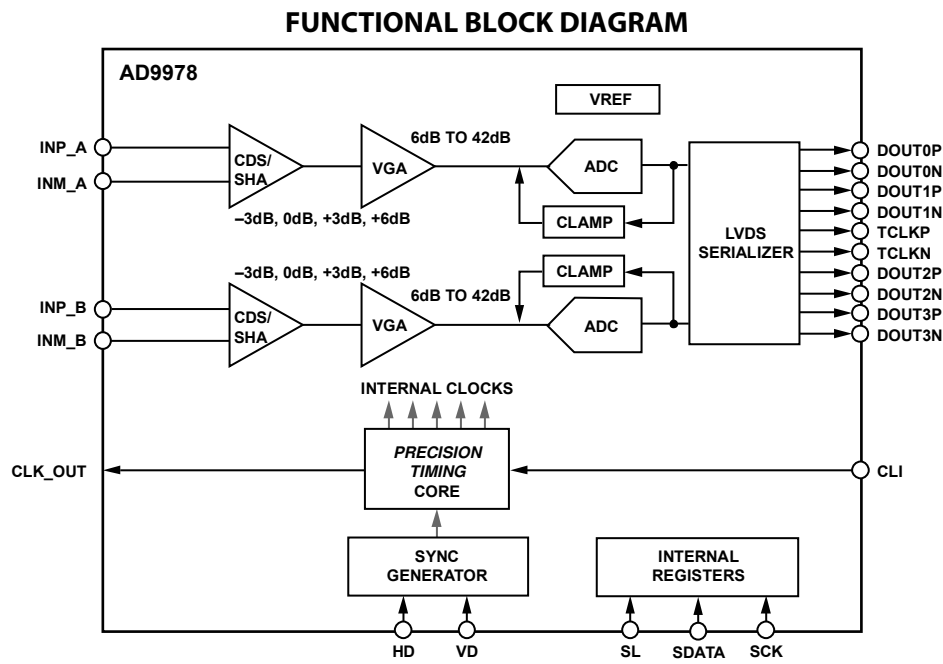 FUNCTIONAL BLOCK DIAGRAM
AD9978
VREF
INP_A
INM_A
CDS/
SHA
–3dB, 0dB, +3dB, +6dB
VGA
6dB TO 42dB
ADC
CLAMP
LVDS
SERIALIZER
DOUT0P
DOUT0N
DOUT1P
DOUT1N
TCLKP
TCLKN
DOUT2P
DOUT2N
DOUT3P
DOUT3N
INP_B
INM_B
–3dB, 0dB, +3dB, +6dB
CDS/
SHA
VGA
6dB TO 42dB
CLAMP
ADC
INTERNAL CLOCKS
CLK_OUT
PRECISION
TIMING
CORE
CLI
SYNC
GENERATOR
INTERNAL
REGISTERS
HD
VD
SL
SDATA
SCK